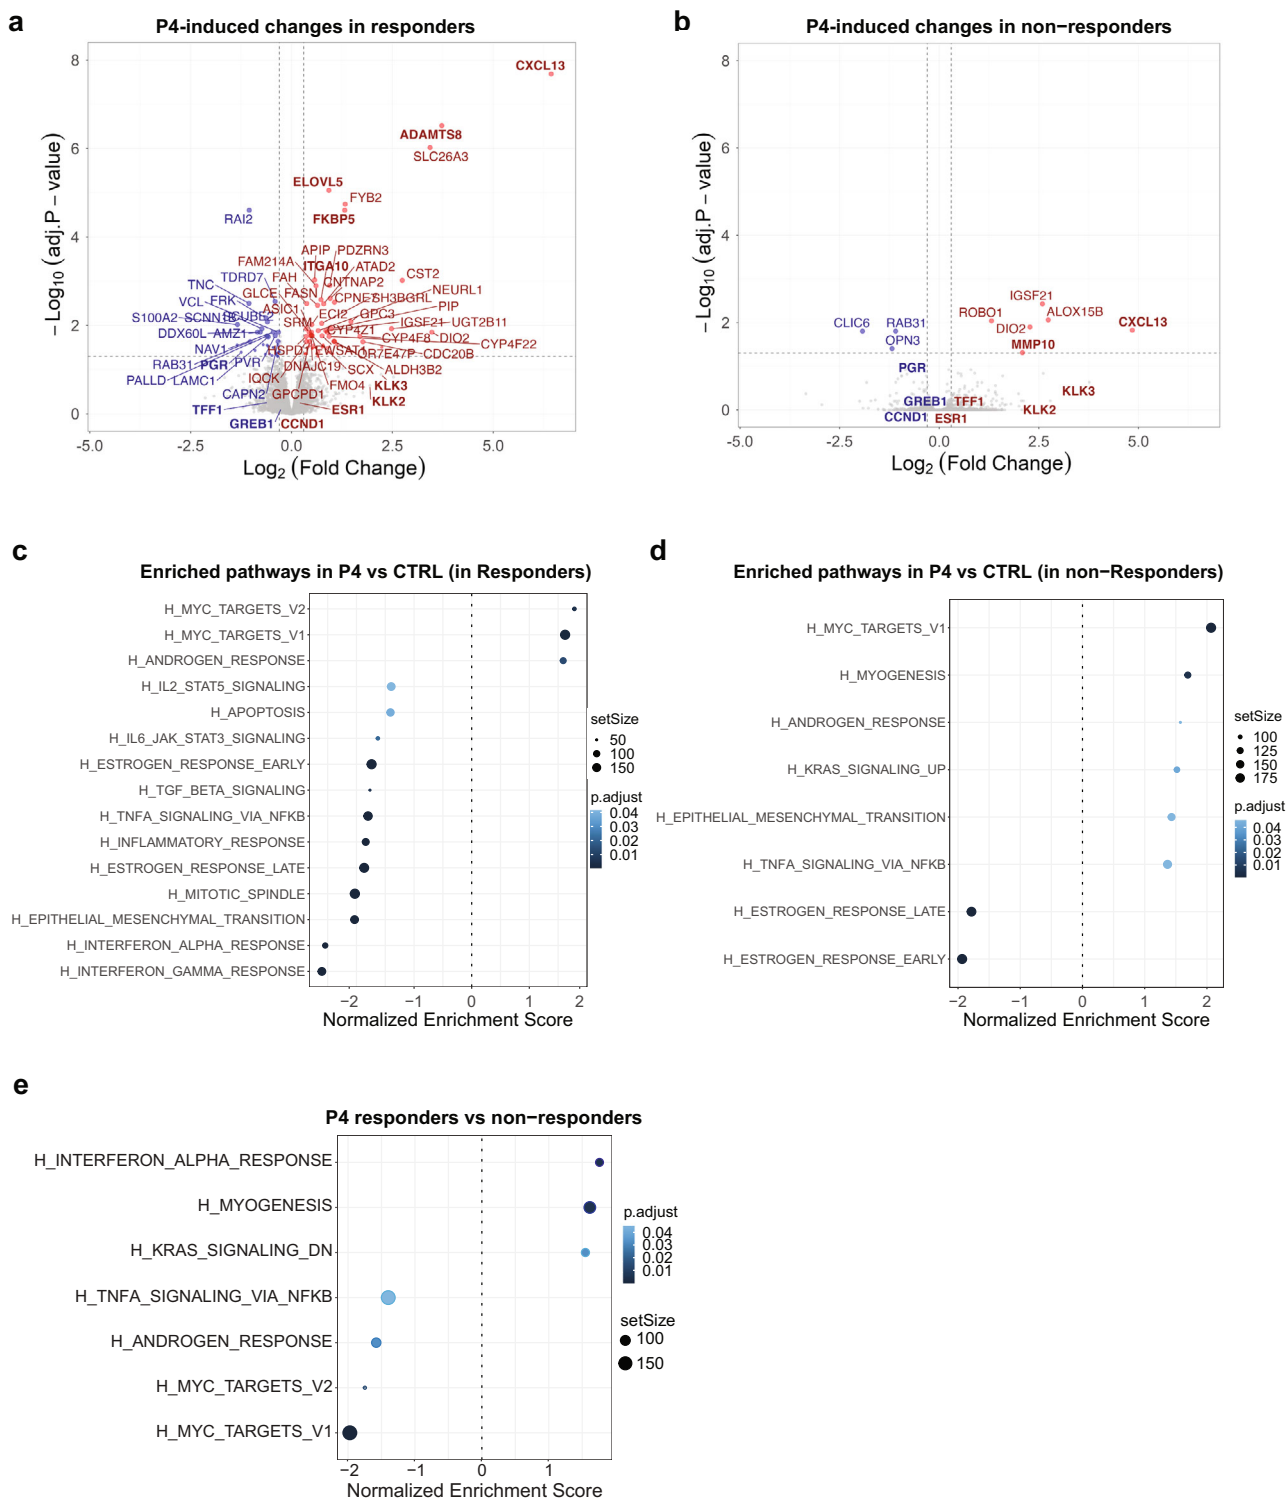 a
P4-induced changes in responders
8
6
4
2
0
-5.0
-2.5
0.0
2.5
5.0
−Log10 (adj.P − value)
Log2 (Fold Change)
CXCL13
ADAMTS8
SLC26A3
ELOVL5
FYB2
RAI2
FKBP5
APIP PDZRN3
FAM214A ITGA10 ATAD2
TDRD7 FAH CNTNAP2 CST2
TNC GLCE FASN CPNE7 SH3BGRL NEURL1
VCL FRK ASIC1 ECI2 GPC3 PIP
S100A2 SCNN1B SCUBE2 SRM IGSF21 UGT2B11
DDX60L AMZ1 CYP4Z1 CYP4F8 DIO2 CYP4F22
NAV1 HSPD1 EWSAT1 OR7E47P CDC20B
RAB31 PGR PVR DNAJC19 SCX ALDH3B2
PALLD LAMC1 IQCK FMO4 KLK3
CAPN2 GPCPD1 KLK2
TFF1 ESR1
GREB1 CCND1
b
P4-induced changes in non−responders
8
6
4
2
0
-5.0
-2.5
0.0
2.5
5.0
−Log10 (adj.P − value)
Log2 (Fold Change)
IGSF21
ROBO1 ALOX15B
CLIC6 RAB31 DIO2 CXCL13
OPN3 MMP10
PGR
KLK3
GREB1 TFF1
CCND1 ESR1 KLK2
c
Enriched pathways in P4 vs CTRL (in Responders)
H_MYC_TARGETS_V2
H_MYC_TARGETS_V1
H_ANDROGEN_RESPONSE
H_IL2_STAT5_SIGNALING
H_APOPTOSIS
H_IL6_JAK_STAT3_SIGNALING
H_ESTROGEN_RESPONSE_EARLY
H_TGF_BETA_SIGNALING
H_TNFA_SIGNALING_VIA_NFKB
H_INFLAMMATORY_RESPONSE
H_ESTROGEN_RESPONSE_LATE
H_MITOTIC_SPINDLE
H_EPITHELIAL_MESENCHYMAL_TRANSITION
H_INTERFERON_ALPHA_RESPONSE
H_INTERFERON_GAMMA_RESPONSE
−2 −1 0 1 2
Normalized Enrichment Score
setSize
50
100
150
p.adjust
0.04
0.03
0.02
0.01
d
Enriched pathways in P4 vs CTRL (in non−Responders)
H_MYC_TARGETS_V1
H_MYOGENESIS
H_ANDROGEN_RESPONSE
H_KRAS_SIGNALING_UP
H_EPITHELIAL_MESENCHYMAL_TRANSITION
H_TNFA_SIGNALING_VIA_NFKB
H_ESTROGEN_RESPONSE_LATE
H_ESTROGEN_RESPONSE_EARLY
−2 −1 0 1 2
Normalized Enrichment Score
setSize
100
125
150
175
p.adjust
0.04
0.03
0.02
0.01
e
P4 responders vs non−responders
H_INTERFERON_ALPHA_RESPONSE
H_MYOGENESIS
H_KRAS_SIGNALING_DN
H_TNFA_SIGNALING_VIA_NFKB
H_ANDROGEN_RESPONSE
H_MYC_TARGETS_V2
H_MYC_TARGETS_V1
−2 −1 0 1
Normalized Enrichment Score
p.adjust
0.04
0.03
0.02
0.01
setSize
100
150